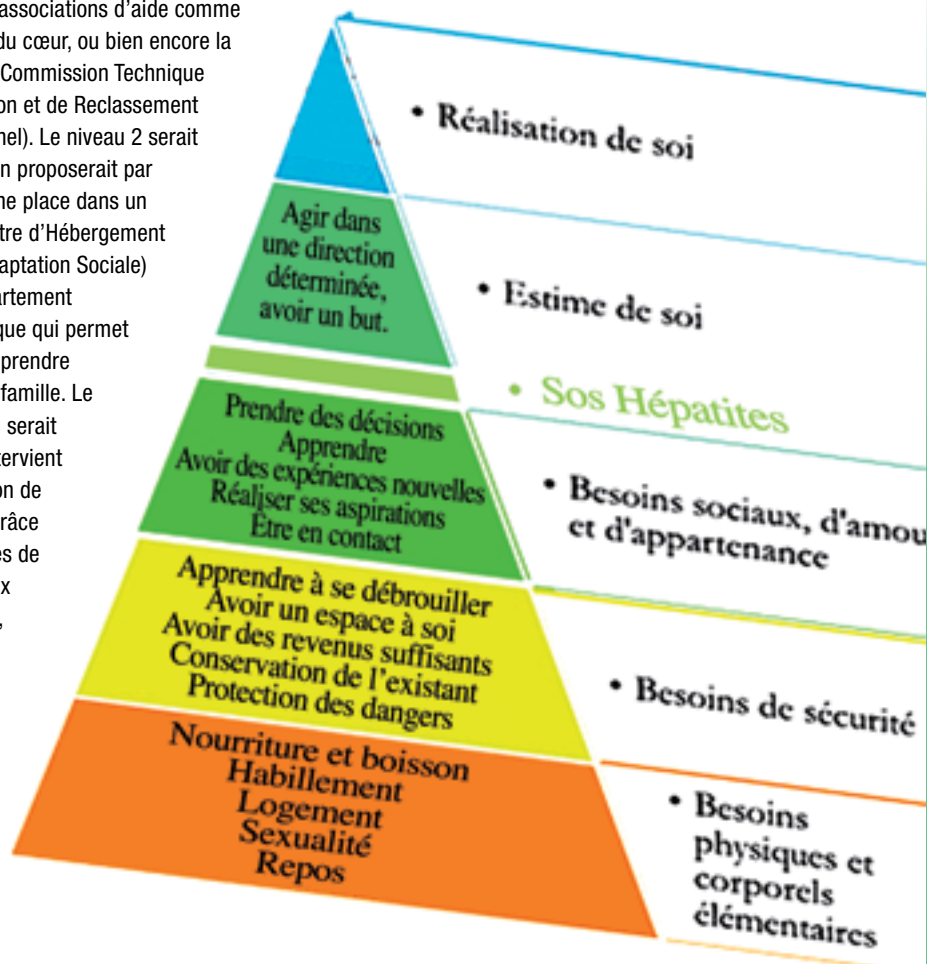 associations d'aide comme
du cœur, ou bien encore la
Commission Technique
on et de Reclassement
nel). Le niveau 2 serait
n proposerait par
ne place dans un
tre d'Hébergement
aptation Sociale)
artement
que qui permet
prendre
famille. Le
serait
tervient
on de
râce
es de
x
,
• Réalisation de soi
Agir dans
une direction
déterminée,
avoir un but.
• Estime de soi
• Sos Hépatites
Prendre des décisions
Apprendre
Avoir des expériences nouvelles
Réaliser ses aspirations
Être en contact
• Besoins sociaux, d'amou
et d'appartenance
Apprendre à se débrouiller
Avoir un espace à soi
Avoir des revenus suffisants
Conservation de l'existant
Protection des dangers
• Besoins de sécurité
Nourriture et boisson
Habillement
Logement
Sexualité
Repos
• Besoins
physiques et
corporels
élémentaires